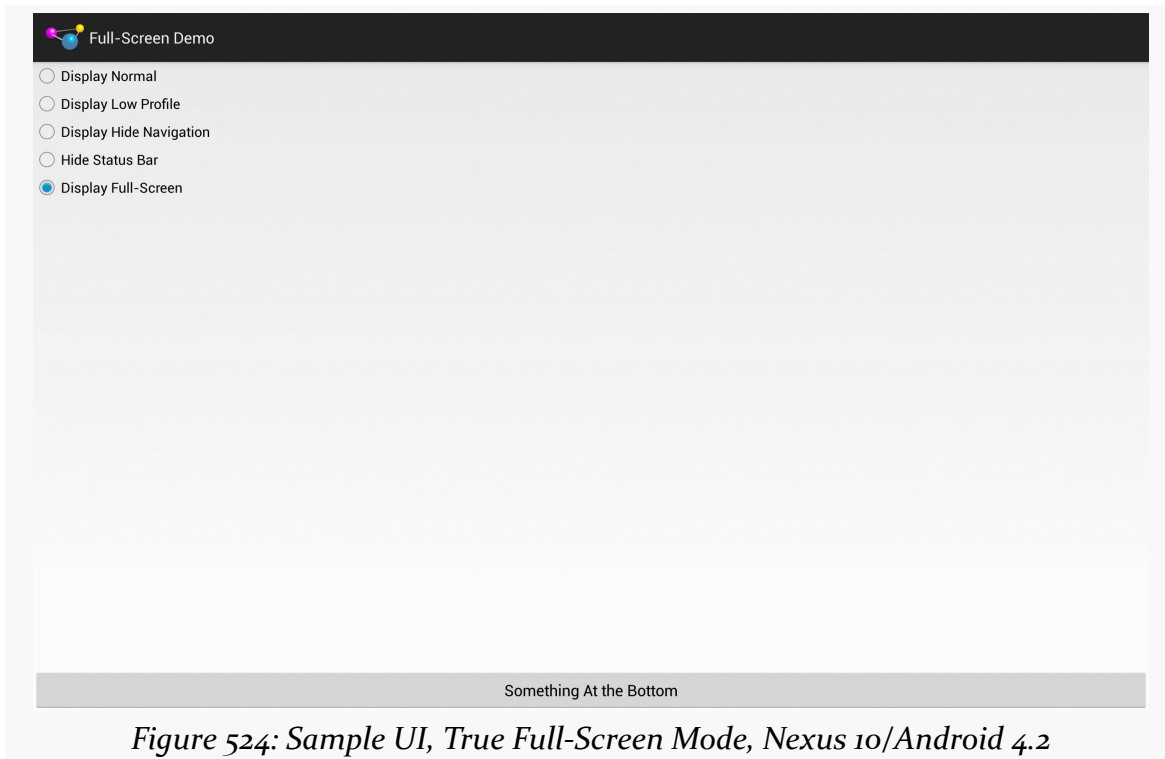 Full-Screen Demo
Display Normal
Display Low Profile
Display Hide Navigation
Hide Status Bar
Display Full-Screen
Something At the Bottom
Figure 524: Sample UI, True Full-Screen Mode, Nexus 10/Android 4.2